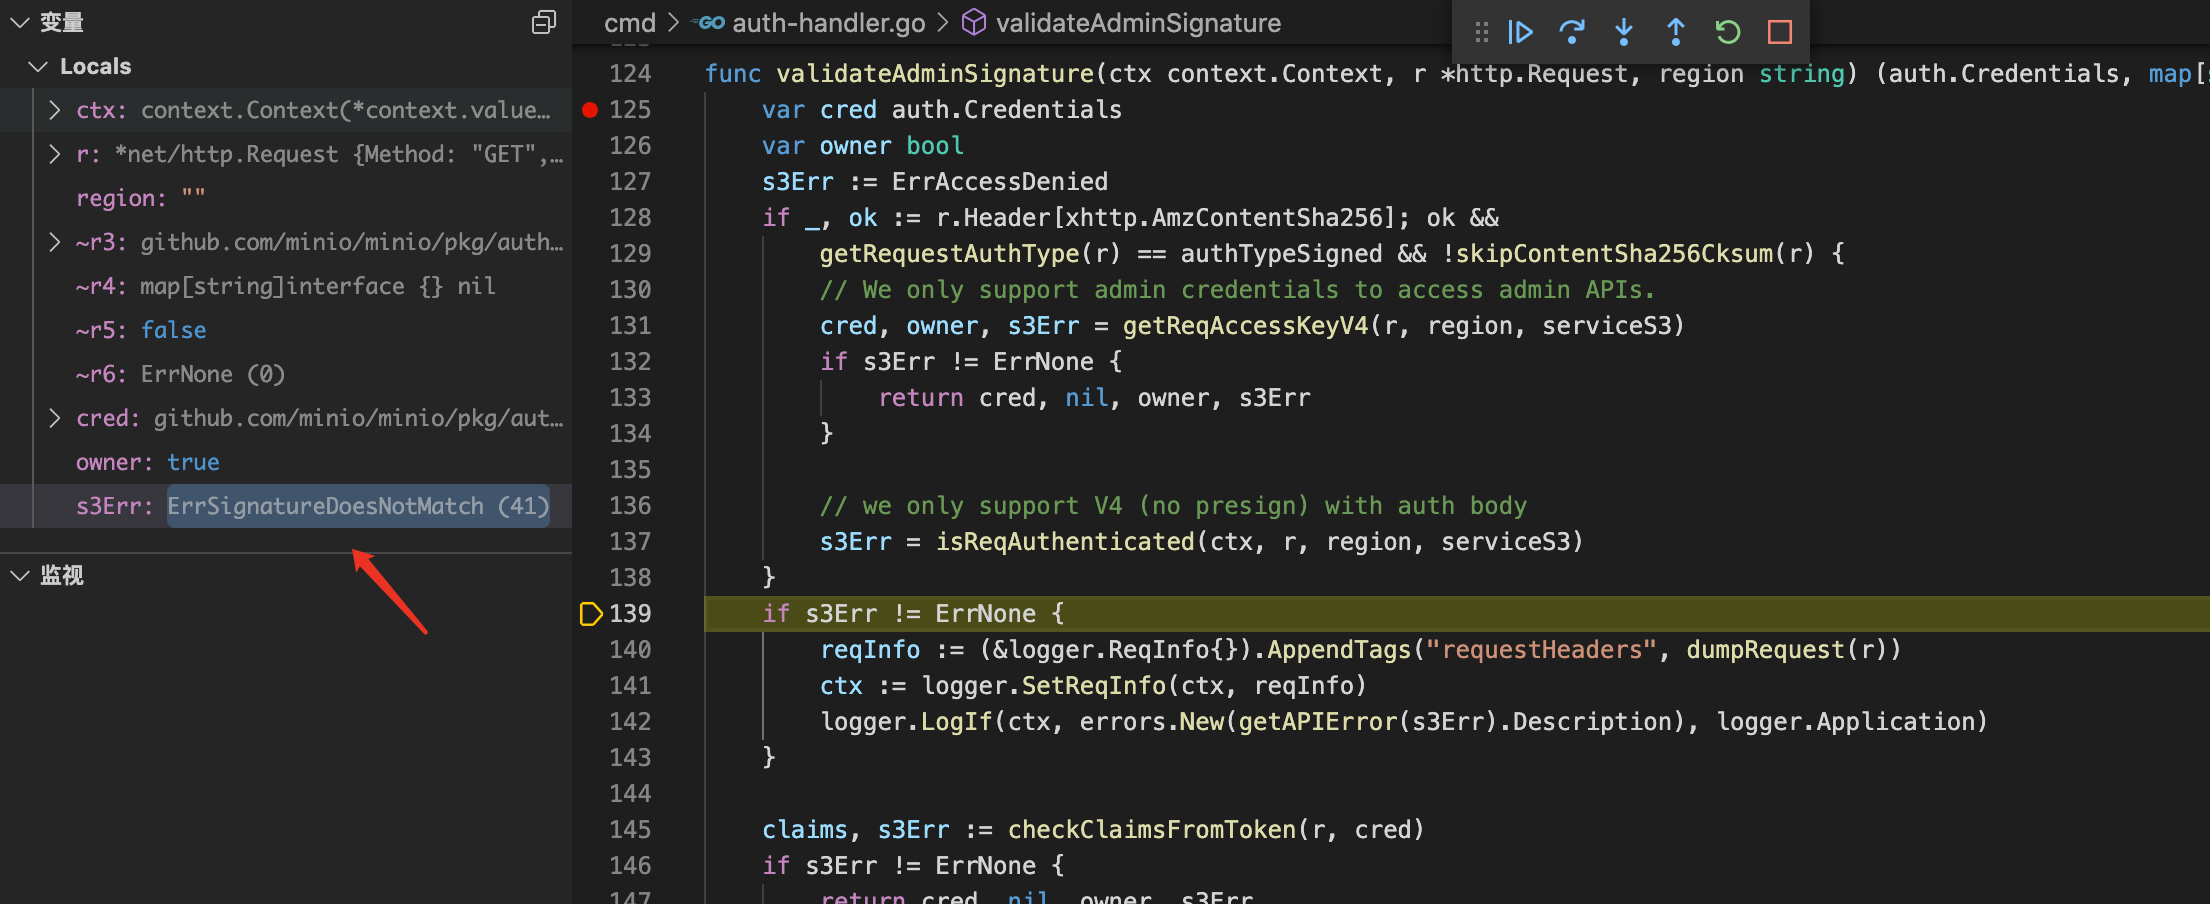 变量
Locals
ctx: context.Context(*context.value…
r: *net/http.Request {Method: "GET",…
region: ""
~r3: github.com/minio/minio/pkg/auth…
~r4: map[string]interface {} nil
~r5: false
~r6: ErrNone (0)
cred: github.com/minio/minio/pkg/aut…
owner: true
s3Err: ErrSignatureDoesNotMatch (41)
监视
cmd > GO auth-handler.go > validateAdminSignature
124 func validateAdminSignature(ctx context.Context, r *http.Request, region string) (auth.Credentials, map[
125 var cred auth.Credentials
126 var owner bool
127 s3Err := ErrAccessDenied
128 if _, ok := r.Header[xhttp.AmzContentSha256]; ok &&
129 getRequestAuthType(r) == authTypeSigned && !skipContentSha256Cksum(r) {
130 // We only support admin credentials to access admin APIs.
131 cred, owner, s3Err = getReqAccessKeyV4(r, region, serviceS3)
132 if s3Err != ErrNone {
133 return cred, nil, owner, s3Err
134 }
135
136 // we only support V4 (no presign) with auth body
137 s3Err = isReqAuthenticated(ctx, r, region, serviceS3)
138 }
139 if s3Err != ErrNone {
140 reqInfo := (&logger.ReqInfo{}).AppendTags("requestHeaders", dumpRequest(r))
141 ctx := logger.SetReqInfo(ctx, reqInfo)
142 logger.LogIf(ctx, errors.New(getAPIError(s3Err).Description), logger.Application)
143 }
144
145 claims, s3Err := checkClaimsFromToken(r, cred)
146 if s3Err != ErrNone {
147 return cred, nil, owner, s3Err